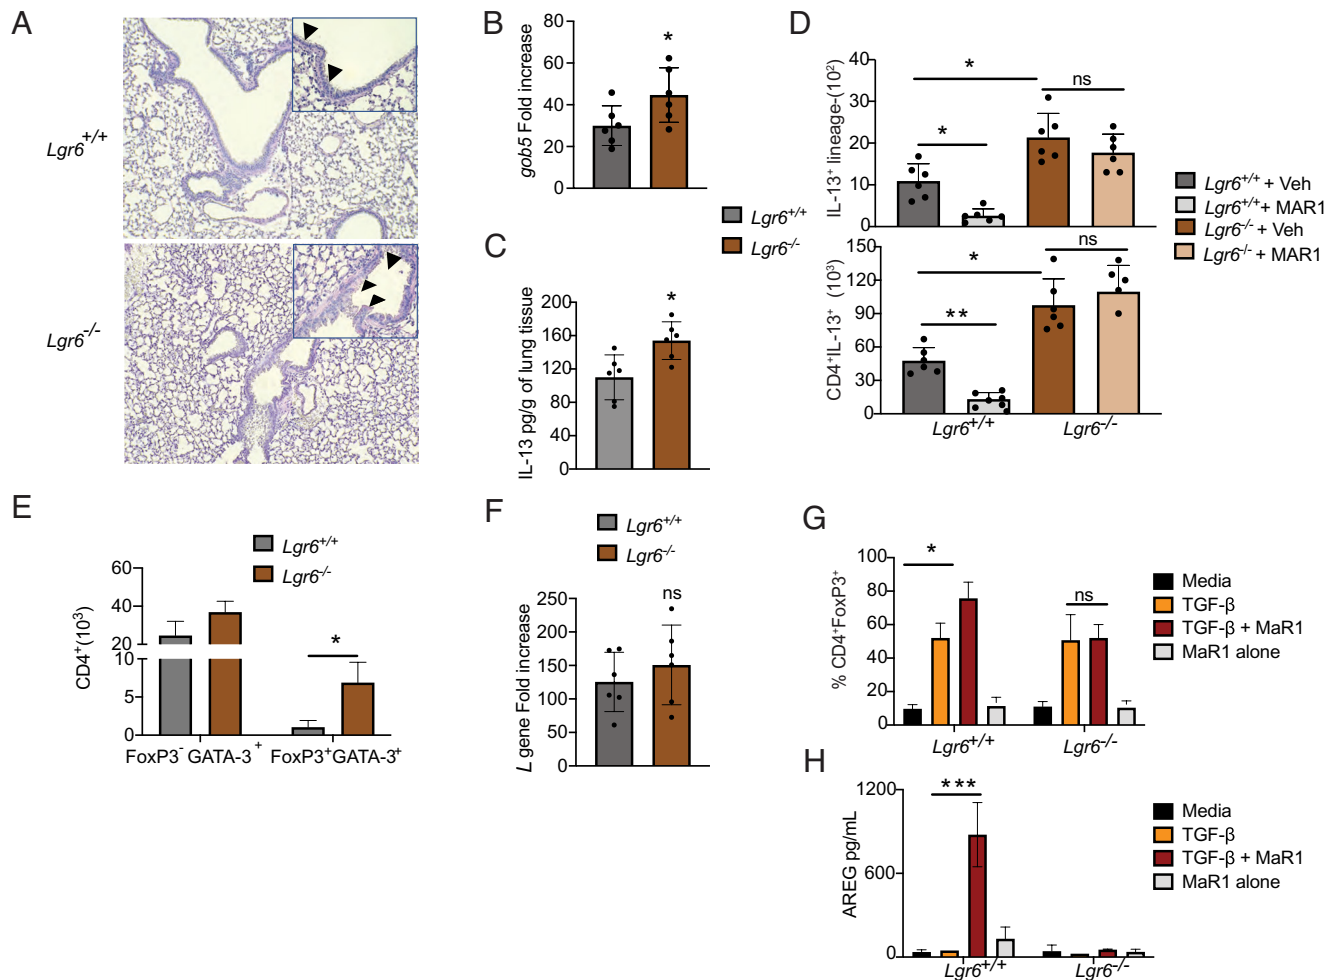 A
Lgr6+/+
Lgr6-/-
B
gob5 Fold increase
80
60
40
20
0
*
Lgr6+/+
Lgr6-/-
C
IL-13 pg/g of lung tissue
200
160
120
80
40
0
*
D
IL-13+ lineage-(10²)
40
30
20
10
0
*
*
ns
CD4+IL-13+ (10³)
150
90
60
30
0
*
**
ns
Lgr6+/+
Lgr6-/-
Lgr6+/+ + Veh
Lgr6+/+ + MAR1
Lgr6-/- + Veh
Lgr6-/- + MAR1
E
Lgr6+/+
Lgr6-/-
CD4+(10³)
60
40
20
10
5
0
*
FoxP3- GATA-3+
FoxP3+GATA-3+
F
Lgr6+/+
Lgr6-/-
L gene Fold increase
250
200
150
100
50
0
ns
G
% CD4+FoxP3+
100
80
60
40
20
0
*
ns
Lgr6+/+
Lgr6-/-
Media
TGF-β
TGF-β + MaR1
MaR1 alone
H
AREG pg/mL
1200
600
0
***
Lgr6+/+
Lgr6-/-
Media
TGF-β
TGF-β + MaR1
MaR1 alone